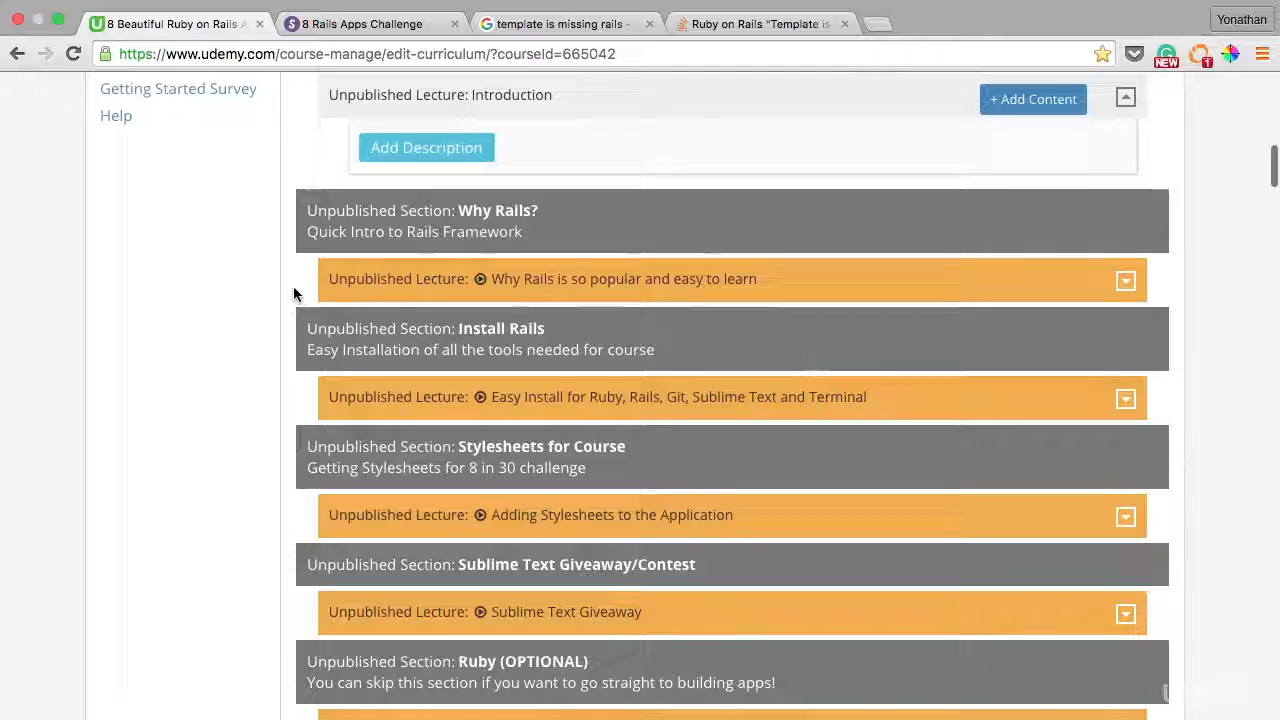 8 Beautiful Ruby on Rails A
8 Rails Apps Challenge
template is missing rails -
Ruby on Rails "Template is
Yonathan
https://www.udemy.com/course-manage/edit-curriculum/?courseId=665042
NEW
1
Getting Started Survey
Help
Unpublished Lecture: Introduction
+ Add Content
Add Description
Unpublished Section: Why Rails?
Quick Intro to Rails Framework
Unpublished Lecture: Why Rails is so popular and easy to learn
Unpublished Section: Install Rails
Easy Installation of all the tools needed for course
Unpublished Lecture: Easy Install for Ruby, Rails, Git, Sublime Text and Terminal
Unpublished Section: Stylesheets for Course
Getting Stylesheets for 8 in 30 challenge
Unpublished Lecture: Adding Stylesheets to the Application
Unpublished Section: Sublime Text Giveaway/Contest
Unpublished Lecture: Sublime Text Giveaway
Unpublished Section: Ruby (OPTIONAL)
You can skip this section if you want to go straight to building apps!